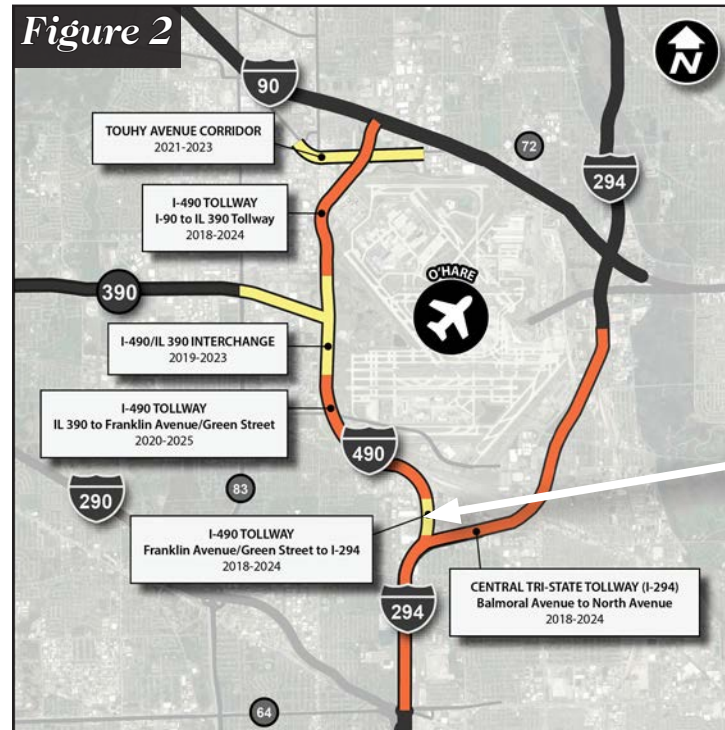 Figure 2
N
90
TOUHY AVENUE CORRIDOR
2021-2023
72
294
I-490 TOLLWAY
I-90 to IL 390 Tollway
2018-2024
O'HARE
390
I-490/IL 390 INTERCHANGE
2019-2023
I-490 TOLLWAY
IL 390 to Franklin Avenue/Green Street
2020-2025
490
290
83
I-490 TOLLWAY
Franklin Avenue/Green Street to I-294
2018-2024
CENTRAL TRI-STATE TOLLWAY (I-294)
Balmoral Avenue to North Avenue
2018-2024
294
64